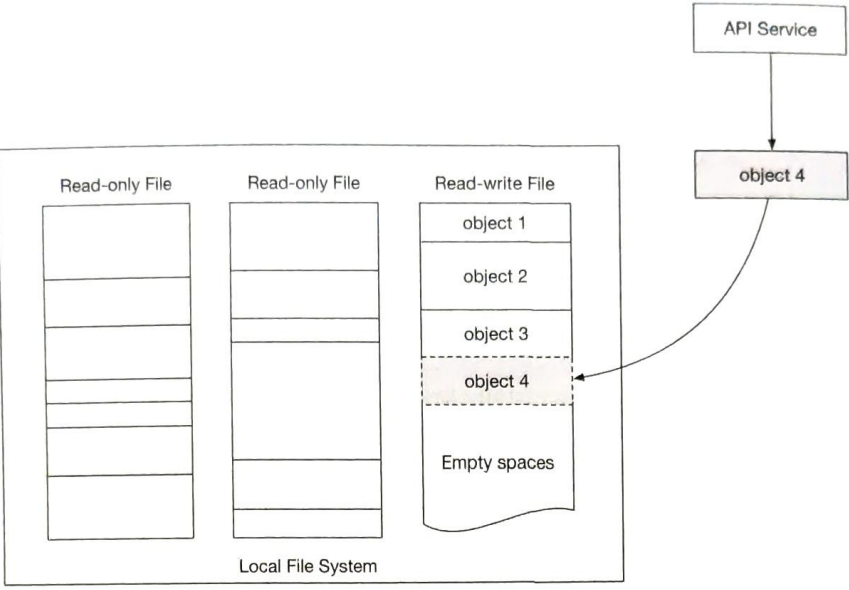 API Service
object 4
Read-only File
Read-only File
Read-write File
object 1
object 2
object 3
object 4
Empty spaces
Local File System